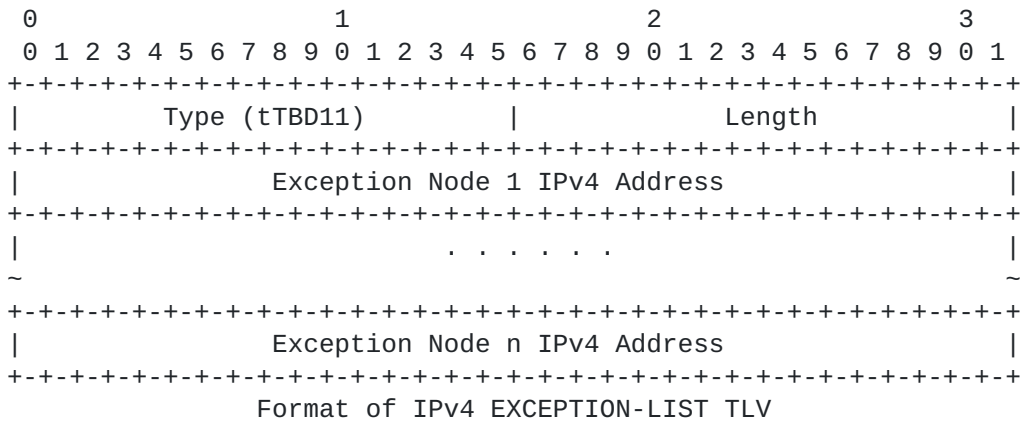 0                   1                   2                   3
 0 1 2 3 4 5 6 7 8 9 0 1 2 3 4 5 6 7 8 9 0 1 2 3 4 5 6 7 8 9 0 1
+-+-+-+-+-+-+-+-+-+-+-+-+-+-+-+-+-+-+-+-+-+-+-+-+-+-+-+-+-+-+-+-+
|         Type (tTBD11)         |             Length            |
+-+-+-+-+-+-+-+-+-+-+-+-+-+-+-+-+-+-+-+-+-+-+-+-+-+-+-+-+-+-+-+-+
|                Exception Node 1 IPv4 Address                  |
+-+-+-+-+-+-+-+-+-+-+-+-+-+-+-+-+-+-+-+-+-+-+-+-+-+-+-+-+-+-+-+-+
|                           . . . . . .                         |
~                                                               ~
+-+-+-+-+-+-+-+-+-+-+-+-+-+-+-+-+-+-+-+-+-+-+-+-+-+-+-+-+-+-+-+-+
|                Exception Node n IPv4 Address                  |
+-+-+-+-+-+-+-+-+-+-+-+-+-+-+-+-+-+-+-+-+-+-+-+-+-+-+-+-+-+-+-+-+
                Format of IPv4 EXCEPTION-LIST TLV